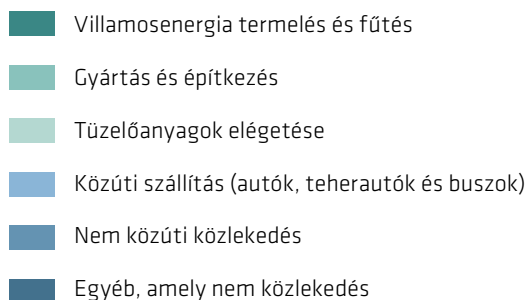 Villamosenergia termelés és fűtés
Gyártás és építkezés
Tüzelőanyagok elégetése
Közúti szállítás (autók, teherautók és buszok)
Nem közúti közlekedés
Egyéb, amely nem közlekedés